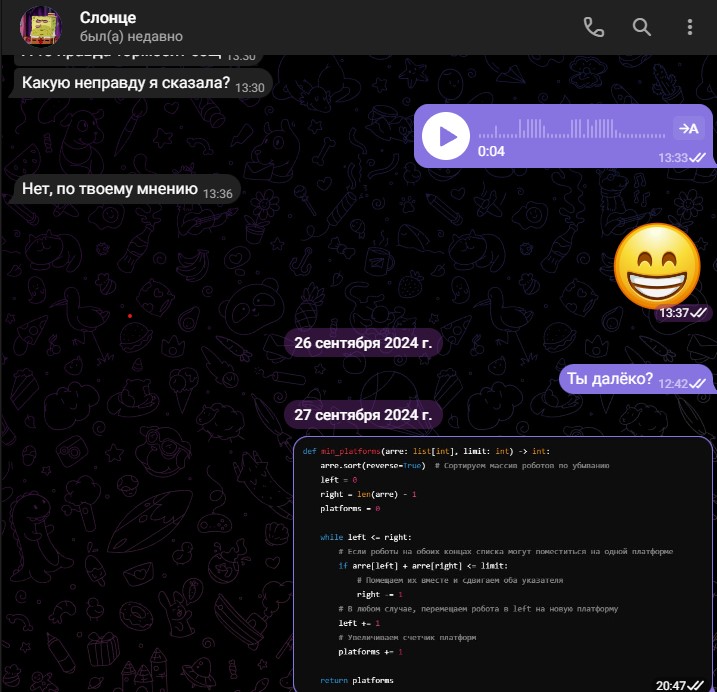 Слонце
был(а) недавно
13:30
Какую неправду я сказала? 13:30
0:04
→A
13:33
Нет, по твоему мнению 13:36
13:37
26 сентября 2024 г.
Ты далёко? 12:42
27 сентября 2024 г.
def min_platforms(arre: list[int], limit: int) -> int:
arre.sort(reverse=True) # Сортируем массив роботов по убыванию
left = 0
right = len(arre) - 1
platforms = 0
while left <= right:
# Если роботы на обоих концах списка могут поместиться на одной платформе
if arre[left] + arre[right] <= limit:
# Помещаем их вместе и сдвигаем оба указателя
right -= 1
# В любом случае, перемещаем робота в left на новую платформу
left += 1
# Увеличиваем счетчик платформ
platforms += 1
return platforms
20:47